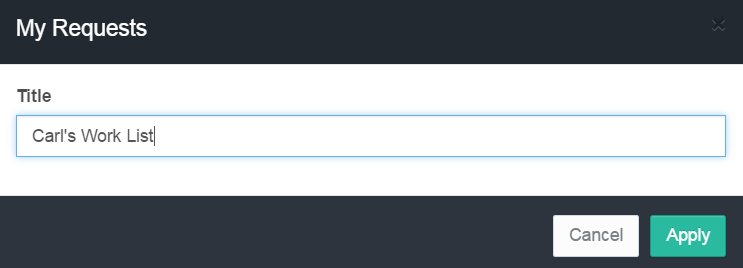 My Requests
Title
Carl's Work List
Cancel Apply